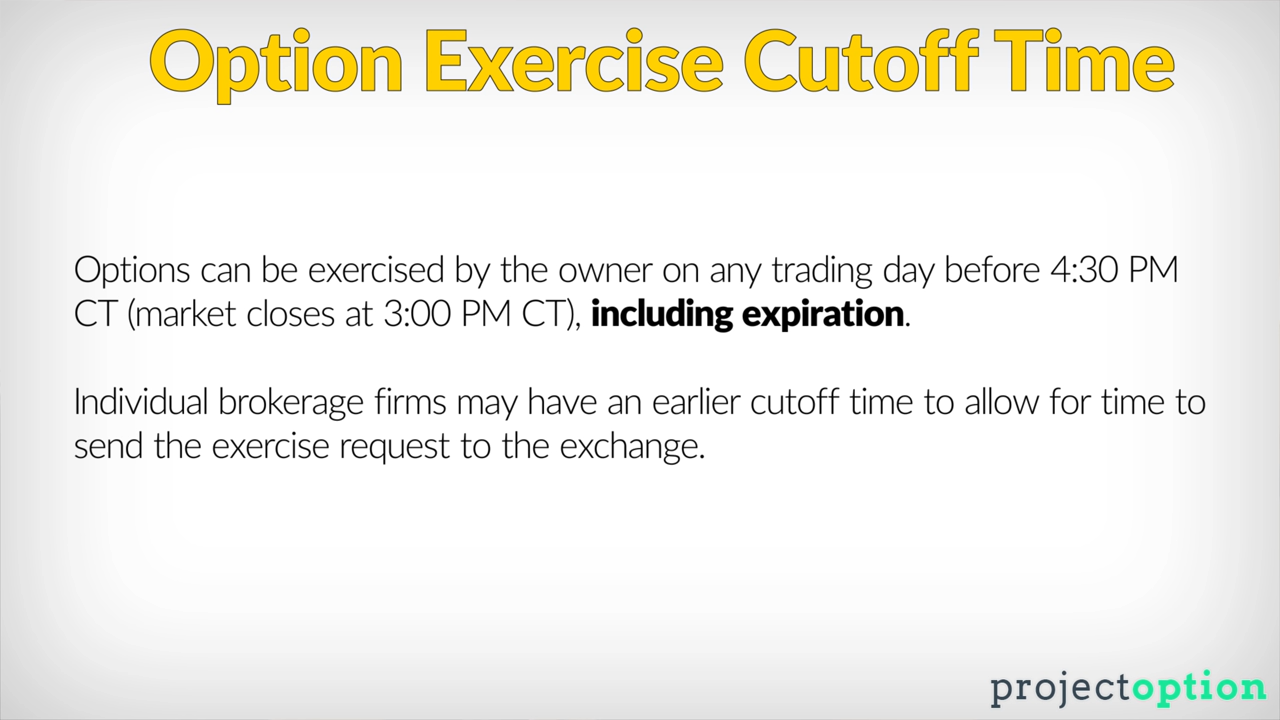 Option Exercise Cutoff Time
Options can be exercised by the owner on any trading day before 4:30 PM
CT (market closes at 3:00 PM CT), including expiration.
Individual brokerage firms may have an earlier cutoff time to allow for time to
send the exercise request to the exchange.
projectoption